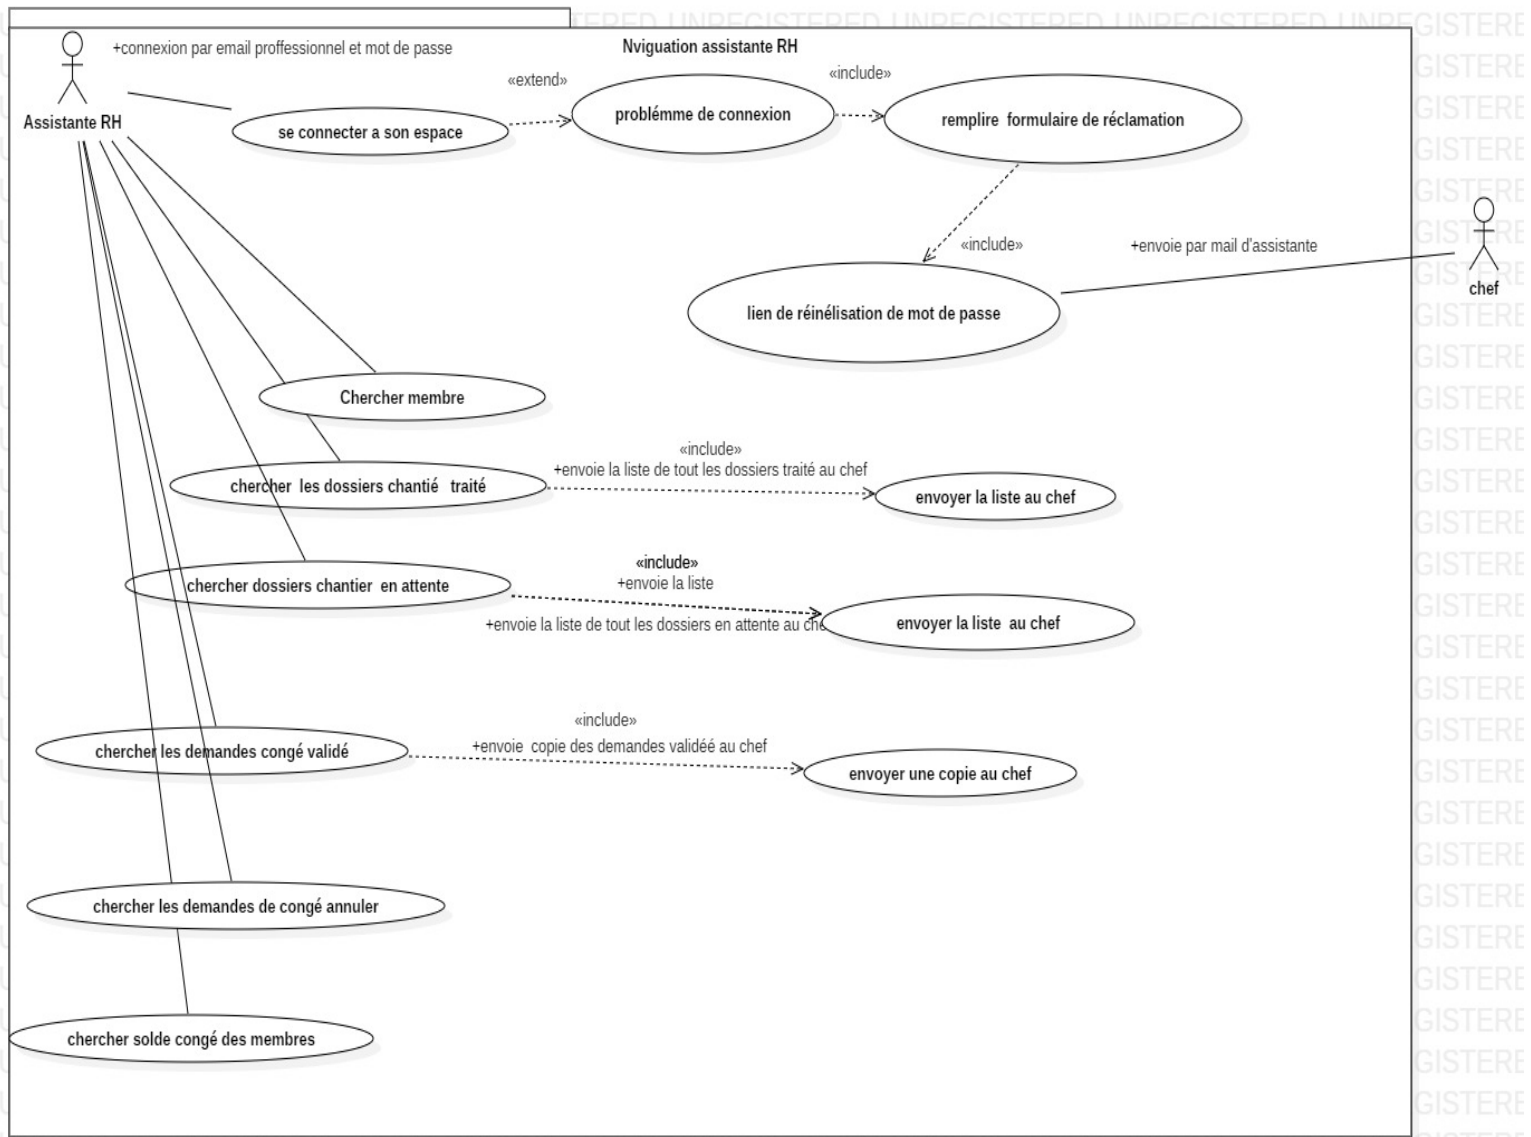 UNREGISTERED UNREGISTERED UNREGISTERED UNREGISTERED
+connexion par email proffessionnel et mot de passe
Nviguation assistante RH
«extend»
«include»
Assistante RH
se connecter a son espace
problémme de connexion
remplire formulaire de réclamation
«include»
+envoie par mail d'assistante
chef
lien de réinélisation de mot de passe
Chercher membre
«include»
+envoie la liste de tout les dossiers traité au chef
chercher les dossiers chantié traité
envoyer la liste au chef
«include»
+envoie la liste
chercher dossiers chantier en attente
+envoie la liste de tout les dossiers en attente au che
envoyer la liste au chef
«include»
+envoie copie des demandes validéé au chef
chercher les demandes congé validé
envoyer une copie au chef
chercher les demandes de congé annuler
chercher solde congé des membres